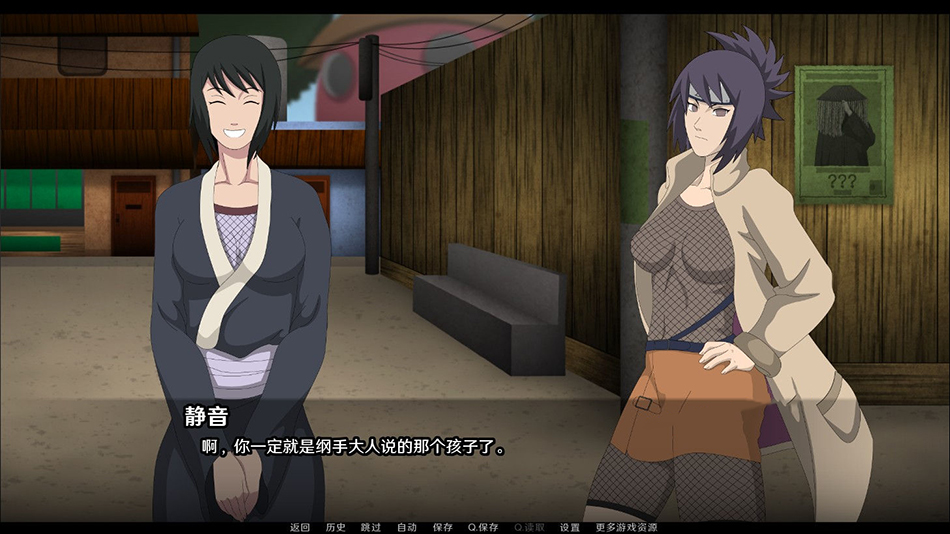 ???
静音
啊，你一定就是纲手大人说的那个孩子了。
返回 历史 跳过 自动 保存 Q.保存 Q.读取 设置 更多游戏资源